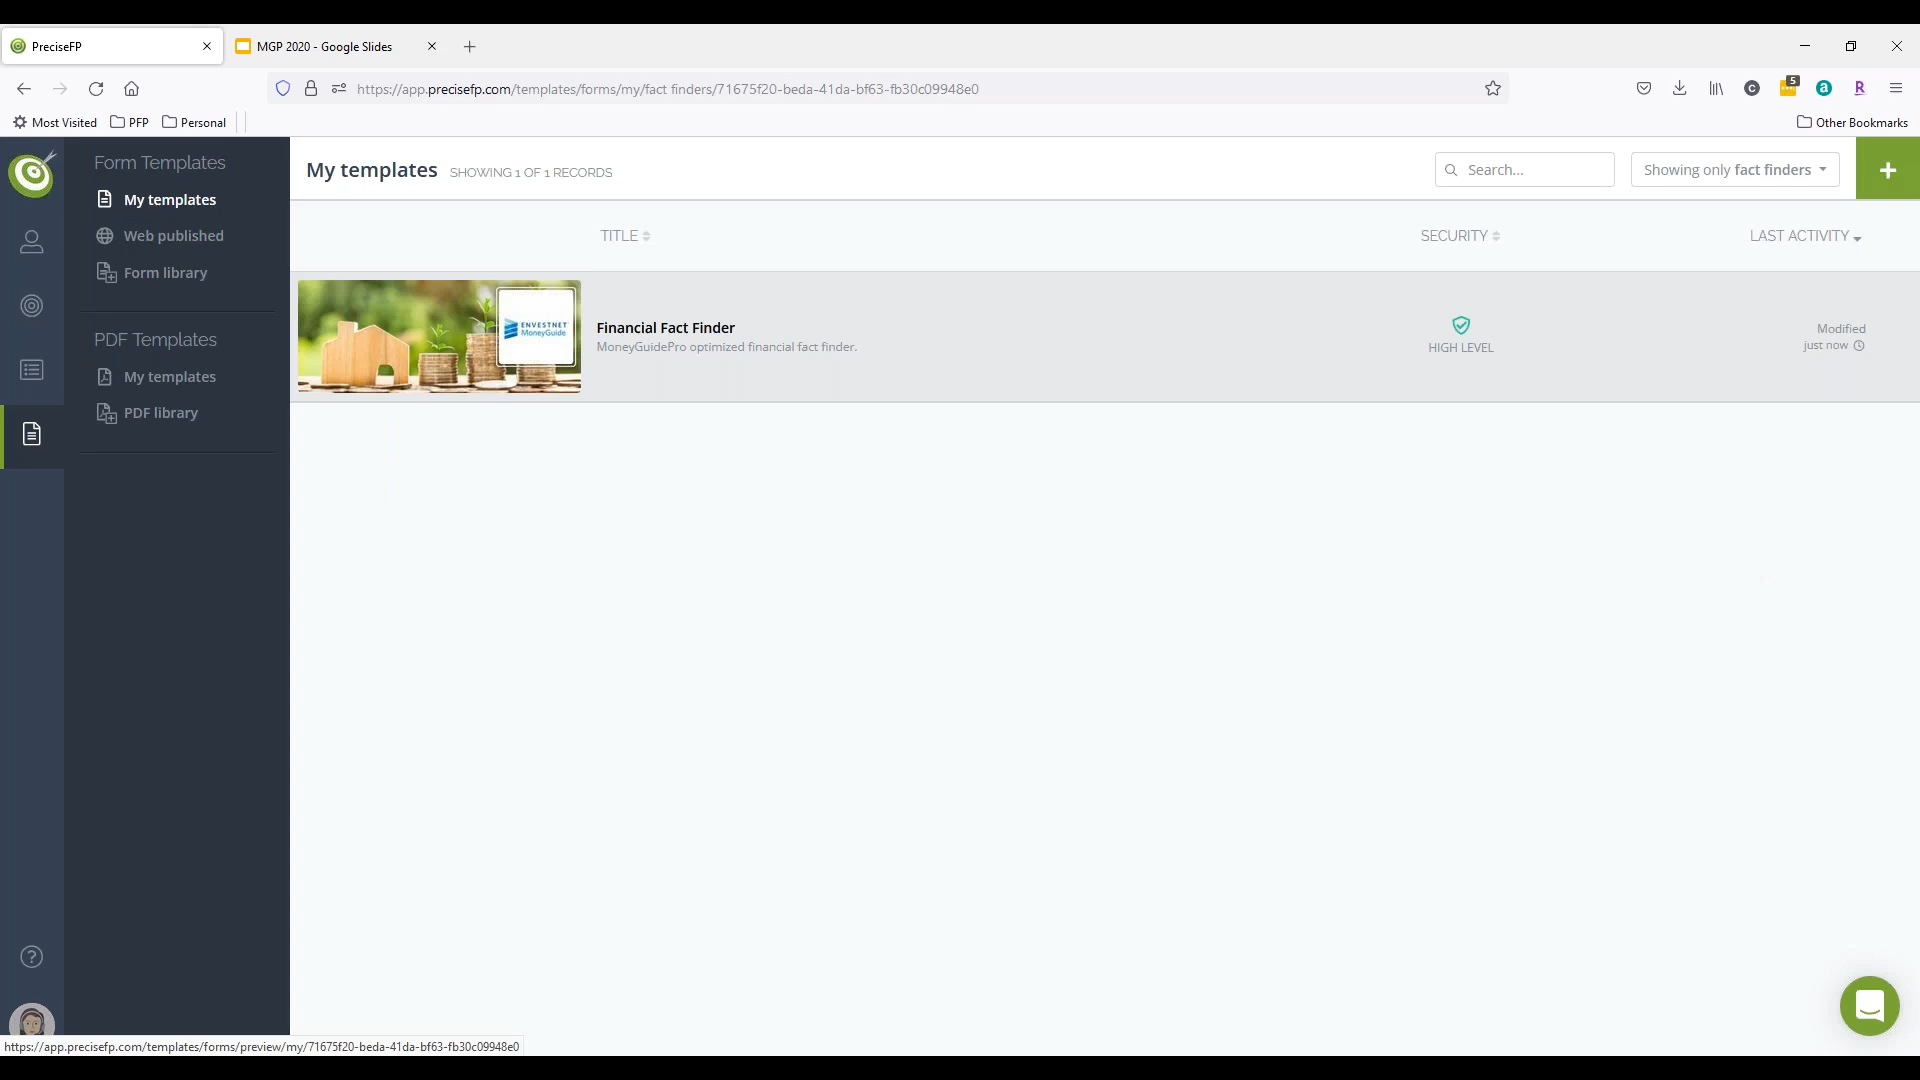 PreciseFP
MGP 2020 - Google Slides
https://app.precisefp.com/templates/forms/my/fact finders/71675f20-beda-41da-bf63-fb30c09948e0
5
Most Visited
PFP
Personal
Other Bookmarks
Form Templates
My templates
Web published
Form library
PDF Templates
My templates
PDF library
My templates SHOWING 1 OF 1 RECORDS
Search...
Showing only fact finders
TITLE
SECURITY
LAST ACTIVITY
ENVESTNET
MoneyGuide
Financial Fact Finder
MoneyGuidePro optimized financial fact finder.
HIGH LEVEL
Modified
just now
https://app.precisefp.com/templates/forms/preview/my/71675f20-beda-41da-bf63-fb30c09948e0